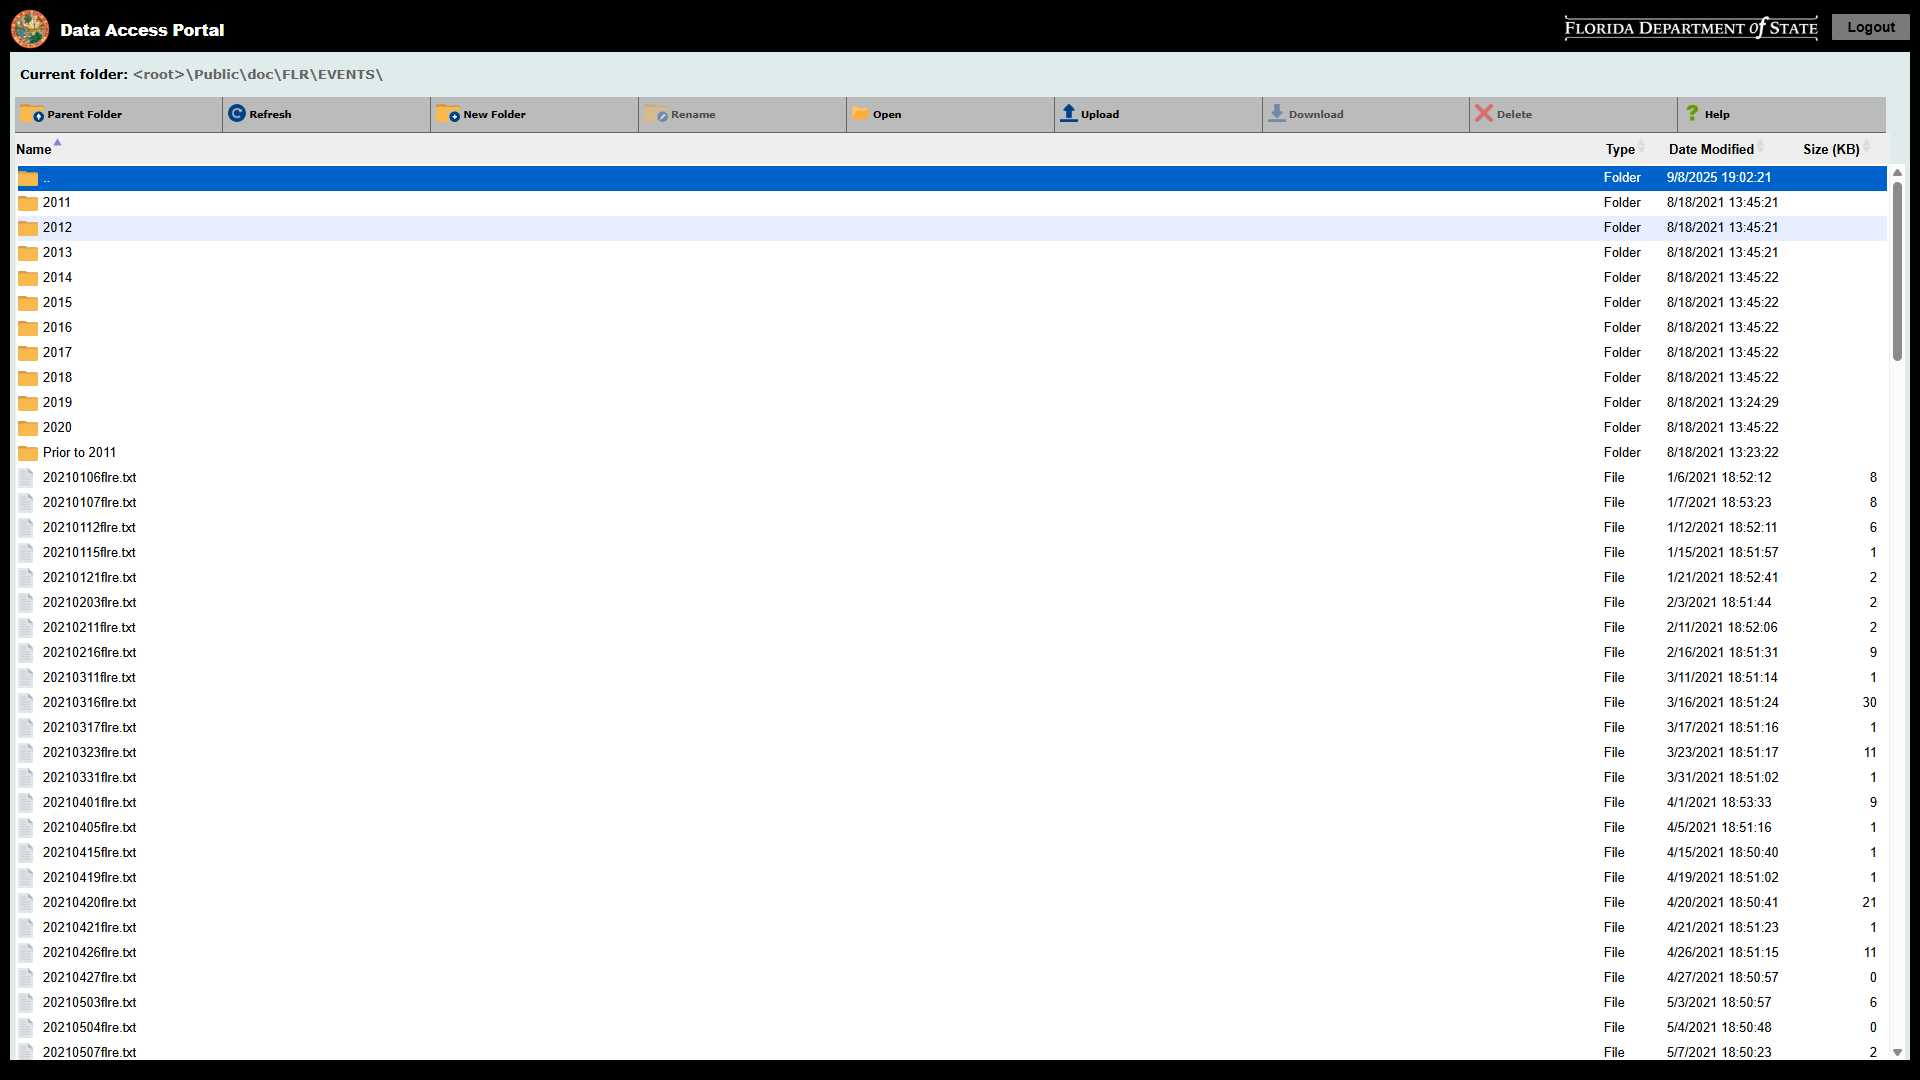 Data Access Portal
FLORIDA DEPARTMENT of STATE
Logout
Current folder: <root>\Public\doc\FLR\EVENTS\
Parent Folder Refresh New Folder Rename Open Upload Download Delete Help
Name Type Date Modified Size (KB)
.. Folder 9/8/2025 19:02:21
2011 Folder 8/18/2021 13:45:21
2012 Folder 8/18/2021 13:45:21
2013 Folder 8/18/2021 13:45:21
2014 Folder 8/18/2021 13:45:22
2015 Folder 8/18/2021 13:45:22
2016 Folder 8/18/2021 13:45:22
2017 Folder 8/18/2021 13:45:22
2018 Folder 8/18/2021 13:45:22
2019 Folder 8/18/2021 13:24:29
2020 Folder 8/18/2021 13:45:22
Prior to 2011 Folder 8/18/2021 13:23:22
20210106flre.txt File 1/6/2021 18:52:12 8
20210107flre.txt File 1/7/2021 18:53:23 8
20210112flre.txt File 1/12/2021 18:52:11 6
20210115flre.txt File 1/15/2021 18:51:57 1
20210121flre.txt File 1/21/2021 18:52:41 2
20210203flre.txt File 2/3/2021 18:51:44 2
20210211flre.txt File 2/11/2021 18:52:06 2
20210216flre.txt File 2/16/2021 18:51:31 9
20210311flre.txt File 3/11/2021 18:51:14 1
20210316flre.txt File 3/16/2021 18:51:24 30
20210317flre.txt File 3/17/2021 18:51:16 1
20210323flre.txt File 3/23/2021 18:51:17 11
20210331flre.txt File 3/31/2021 18:51:02 1
20210401flre.txt File 4/1/2021 18:53:33 9
20210405flre.txt File 4/5/2021 18:51:16 1
20210415flre.txt File 4/15/2021 18:50:40 1
20210419flre.txt File 4/19/2021 18:51:02 1
20210420flre.txt File 4/20/2021 18:50:41 21
20210421flre.txt File 4/21/2021 18:51:23 1
20210426flre.txt File 4/26/2021 18:51:15 11
20210427flre.txt File 4/27/2021 18:50:57 0
20210503flre.txt File 5/3/2021 18:50:57 6
20210504flre.txt File 5/4/2021 18:50:48 0
20210507flre.txt File 5/7/2021 18:50:23 2